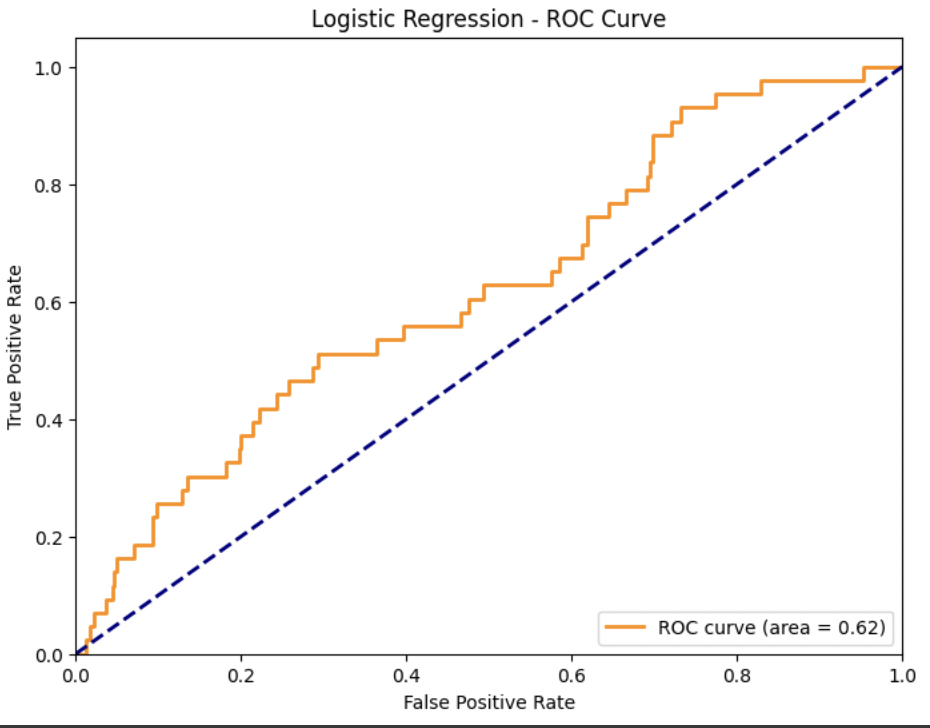 Logistic Regression - ROC Curve
True Positive Rate
1.0
0.8
0.6
0.4
0.2
0.0
ROC curve (area = 0.62)
0.0 0.2 0.4 0.6 0.8 1.0
False Positive Rate